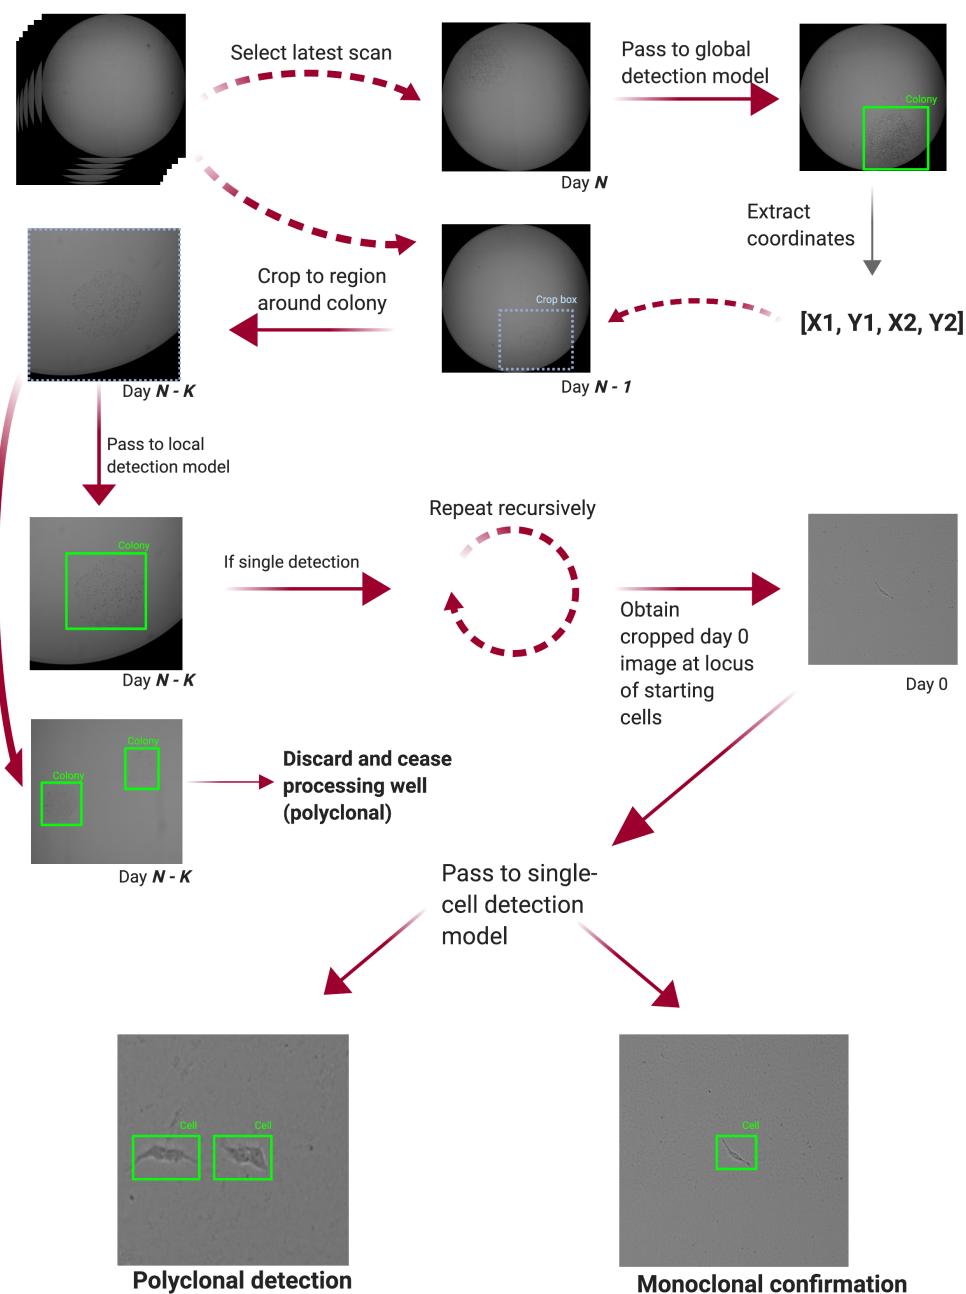 Select latest scan
Pass to global
detection model
Colony
Day N
Extract
coordinates
[X1, Y1, X2, Y2]
Crop box
Day N - 1
Crop to region
around colony
Day N - K
Pass to local
detection model
Colony
Day N - K
If single detection
Repeat recursively
Obtain
cropped day 0
image at locus
of starting
cells
Day 0
Colony
Colony
Day N - K
Discard and cease
processing well
(polyclonal)
Pass to single-
cell detection
model
Cell
Cell
Polyclonal detection
Cell
Monoclonal confirmation